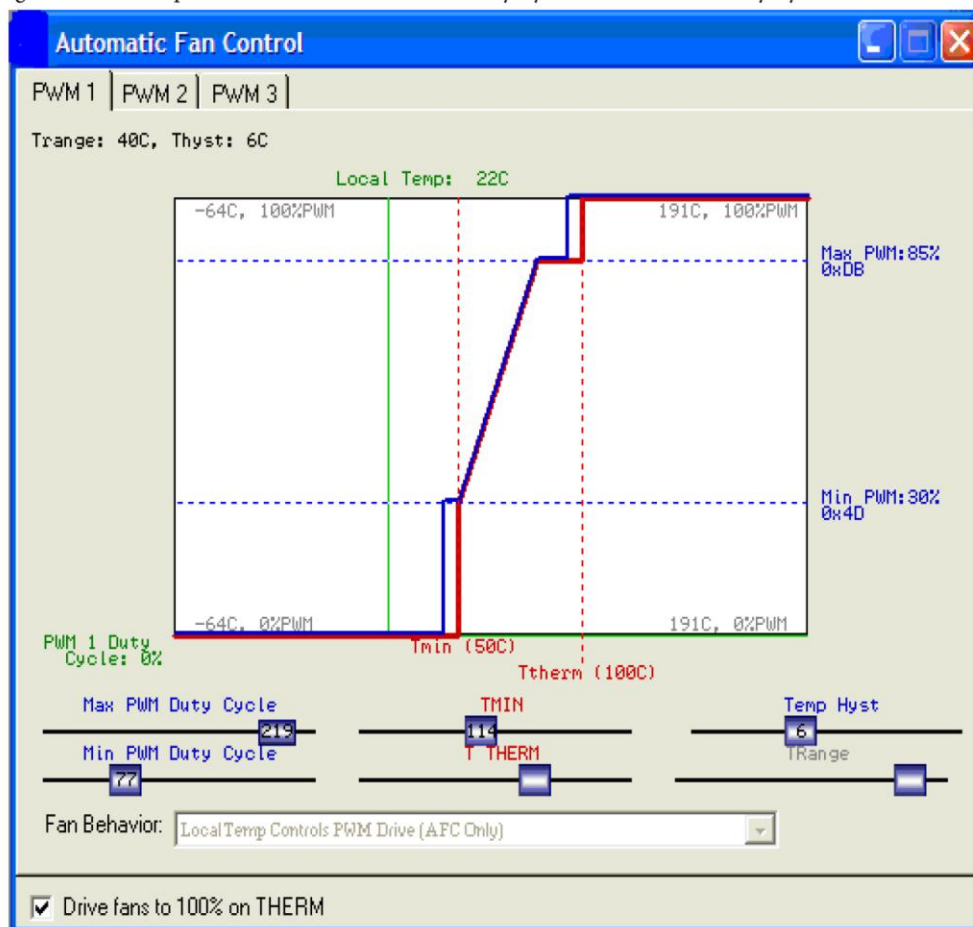 Automatic Fan Control
PWM 1 PWM 2 PWM 3
Trange: 40C, Thyst: 6C
Local Temp: 22C
-64C, 100%PWM 191C, 100%PWM
Max PWM:85%
0xDB
Min PWM:30%
0x4D
-64C, 0%PWM 191C, 0%PWM
PWM 1 Duty
Cycle: 0%
Tmin (50C)
Ttherm (100C)
Max PWM Duty Cycle TMIN Temp Hyst
219 114 6
Min PWM Duty Cycle T THERM TRange
77
Fan Behavior: Local Temp Controls PWM Drive (AFC Only)
Drive fans to 100% on THERM